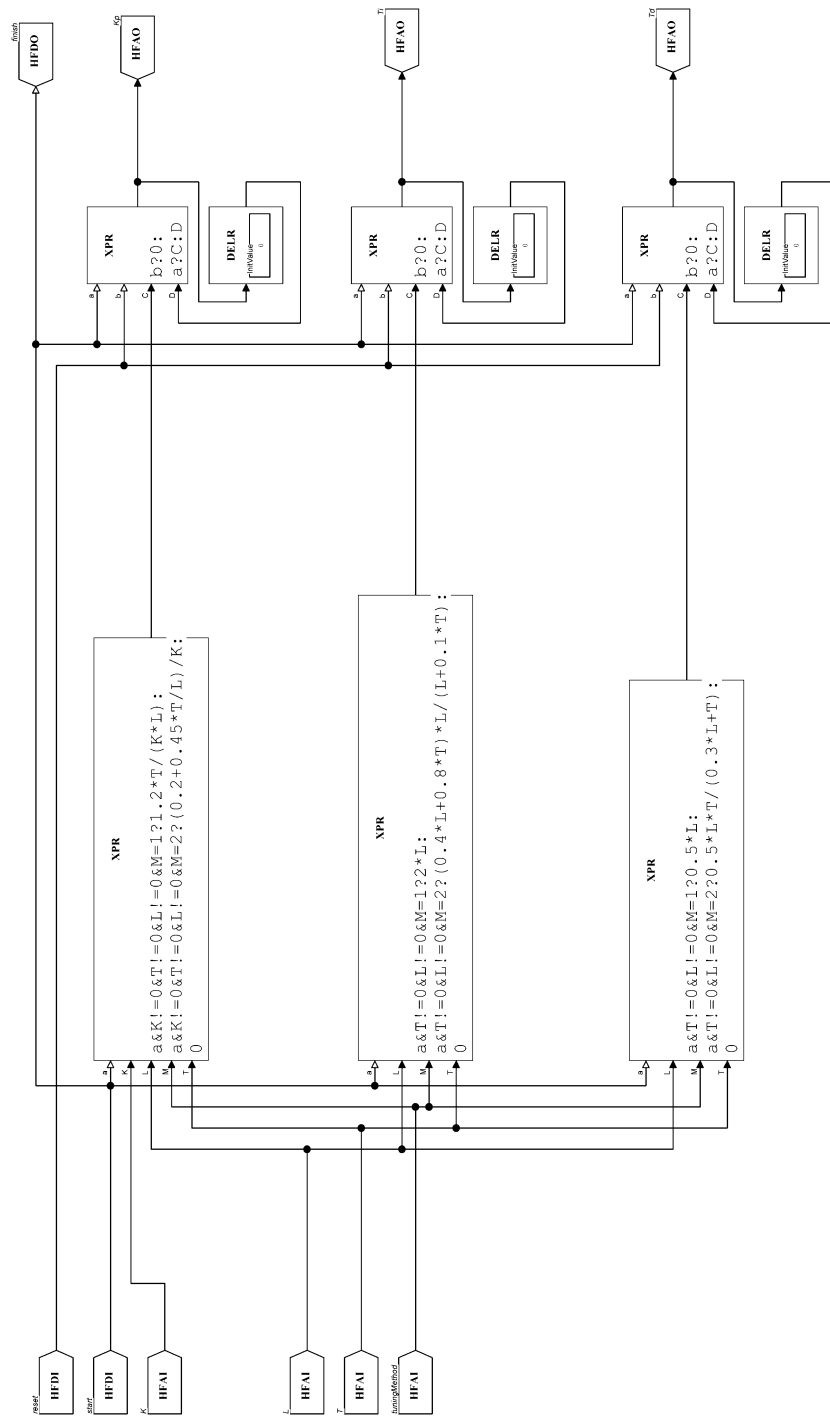 reset
HFDI
start
HFDI
K
HFAI
L
HFAI
T
HFAI
tuningMethod
HFAI
XPR
a
K
L
M
T
a&K!=0&T!=0&L!=0&M=1?1.2*T/(K*L):
a&K!=0&T!=0&L!=0&M=2?(0.2+0.45*T/L)/K:
0
XPR
a
L
M
T
a&T!=0&L!=0&M=1?2*L:
a&T!=0&L!=0&M=2?(0.4*L+0.8*T)*L/(L+0.1*T):
0
XPR
a
L
M
T
a&T!=0&L!=0&M=1?0.5*L:
a&T!=0&L!=0&M=2?0.5*L*T/(0.3*L+T):
0
XPR
a
b
C
D
b?0:
a?C:D
DELR
InitValue
0
XPR
a
b
C
D
b?0:
a?C:D
DELR
InitValue
0
XPR
a
b
C
D
b?0:
a?C:D
DELR
InitValue
0
finish
HFDO
Kp
HFAO
Ti
HFAO
Td
HFAO